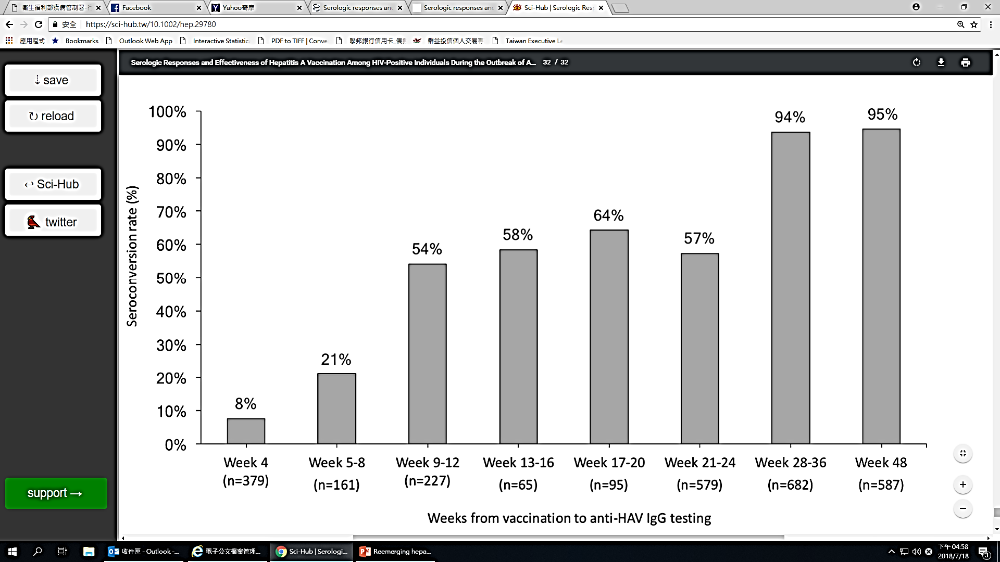 衛生福利部疾病管制署-
Facebook
Yahoo奇摩
Serologic responses an
Serologic responses an
Sci-Hub | Serologic Res
安全 | https://sci-hub.tw/10.1002/hep.29780
應用程式
Bookmarks
Outlook Web App
Interactive Statistic
PDF to TIFF | Conve
聯邦銀行信用卡_偶
群益投信個人交易專
Taiwan Executive Le
Serologic Responses and Effectiveness of Hepatitis A Vaccination Among HIV-Positive Individuals During the Outbreak of A... 32 / 32
⇣ save
↻ reload
↩ Sci-Hub
twitter
support →
Seroconversion rate (%)
100%
90%
80%
70%
60%
50%
40%
30%
20%
10%
0%
8%
21%
54%
58%
64%
57%
94%
95%
Week 4
(n=379)
Week 5-8
(n=161)
Week 9-12
(n=227)
Week 13-16
(n=65)
Week 17-20
(n=95)
Week 21-24
(n=579)
Week 28-36
(n=682)
Week 48
(n=587)
Weeks from vaccination to anti-HAV IgG testing
收件匣 - Outlook -...
電子公文檔案管理...
Sci-Hub | Serologi...
Reemerging hepa...
下午 04:58
2018/7/18
3